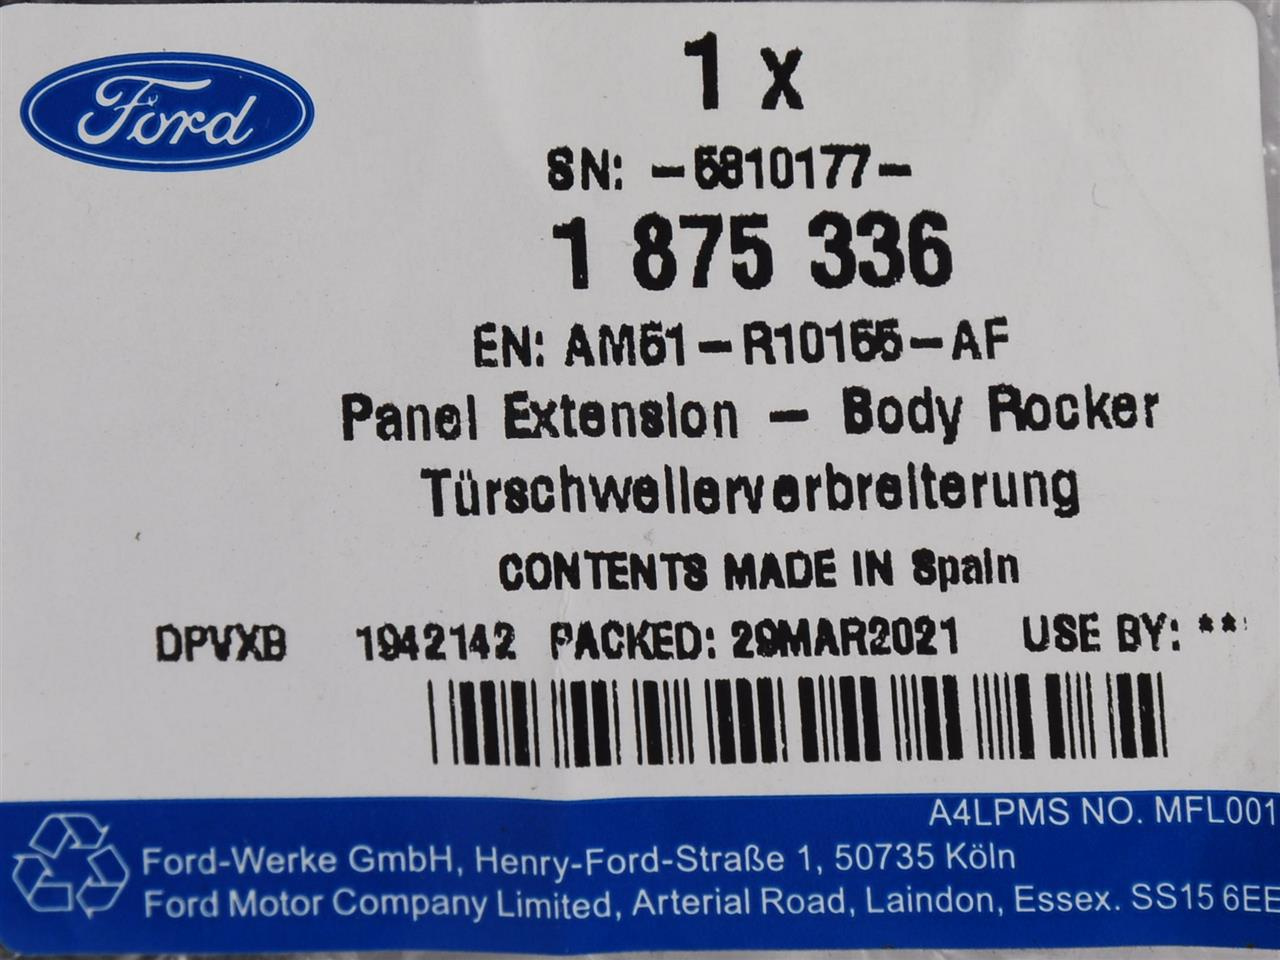 Ford
1 x
SN: -5810177-
1 875 336
EN: AM51-R10155-AF
Panel Extension - Body Rocker
Türschwellerverbreiterung
CONTENTS MADE IN Spain
DPVXB 1942142 PACKED: 29MAR2021 USE BY: **
A4LPMS NO. MFL001
Ford-Werke GmbH, Henry-Ford-Straße 1, 50735 Köln
Ford Motor Company Limited, Arterial Road, Laindon, Essex. SS15 6EE